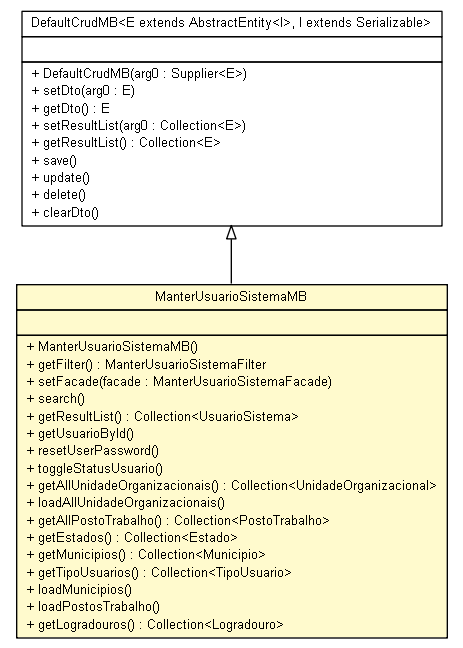 DefaultCrudMB<E extends AbstractEntity<I>, I extends Serializable>
+ DefaultCrudMB(arg0 : Supplier<E>)
+ setDto(arg0 : E)
+ getDto() : E
+ setResultList(arg0 : Collection<E>)
+ getResultList() : Collection<E>
+ save()
+ update()
+ delete()
+ clearDto()
ManterUsuarioSistemaMB
+ ManterUsuarioSistemaMB()
+ getFilter() : ManterUsuarioSistemaFilter
+ setFacade(facade : ManterUsuarioSistemaFacade)
+ search()
+ getResultList() : Collection<UsuarioSistema>
+ getUsuarioById()
+ resetUserPassword()
+ toggleStatusUsuario()
+ getAllUnidadeOrganizacionais() : Collection<UnidadeOrganizacional>
+ loadAllUnidadeOrganizacionais()
+ getAllPostoTrabalho() : Collection<PostoTrabalho>
+ getEstados() : Collection<Estado>
+ getMunicipios() : Collection<Municipio>
+ getTipoUsuarios() : Collection<TipoUsuario>
+ loadMunicipios()
+ loadPostosTrabalho()
+ getLogradouros() : Collection<Logradouro>